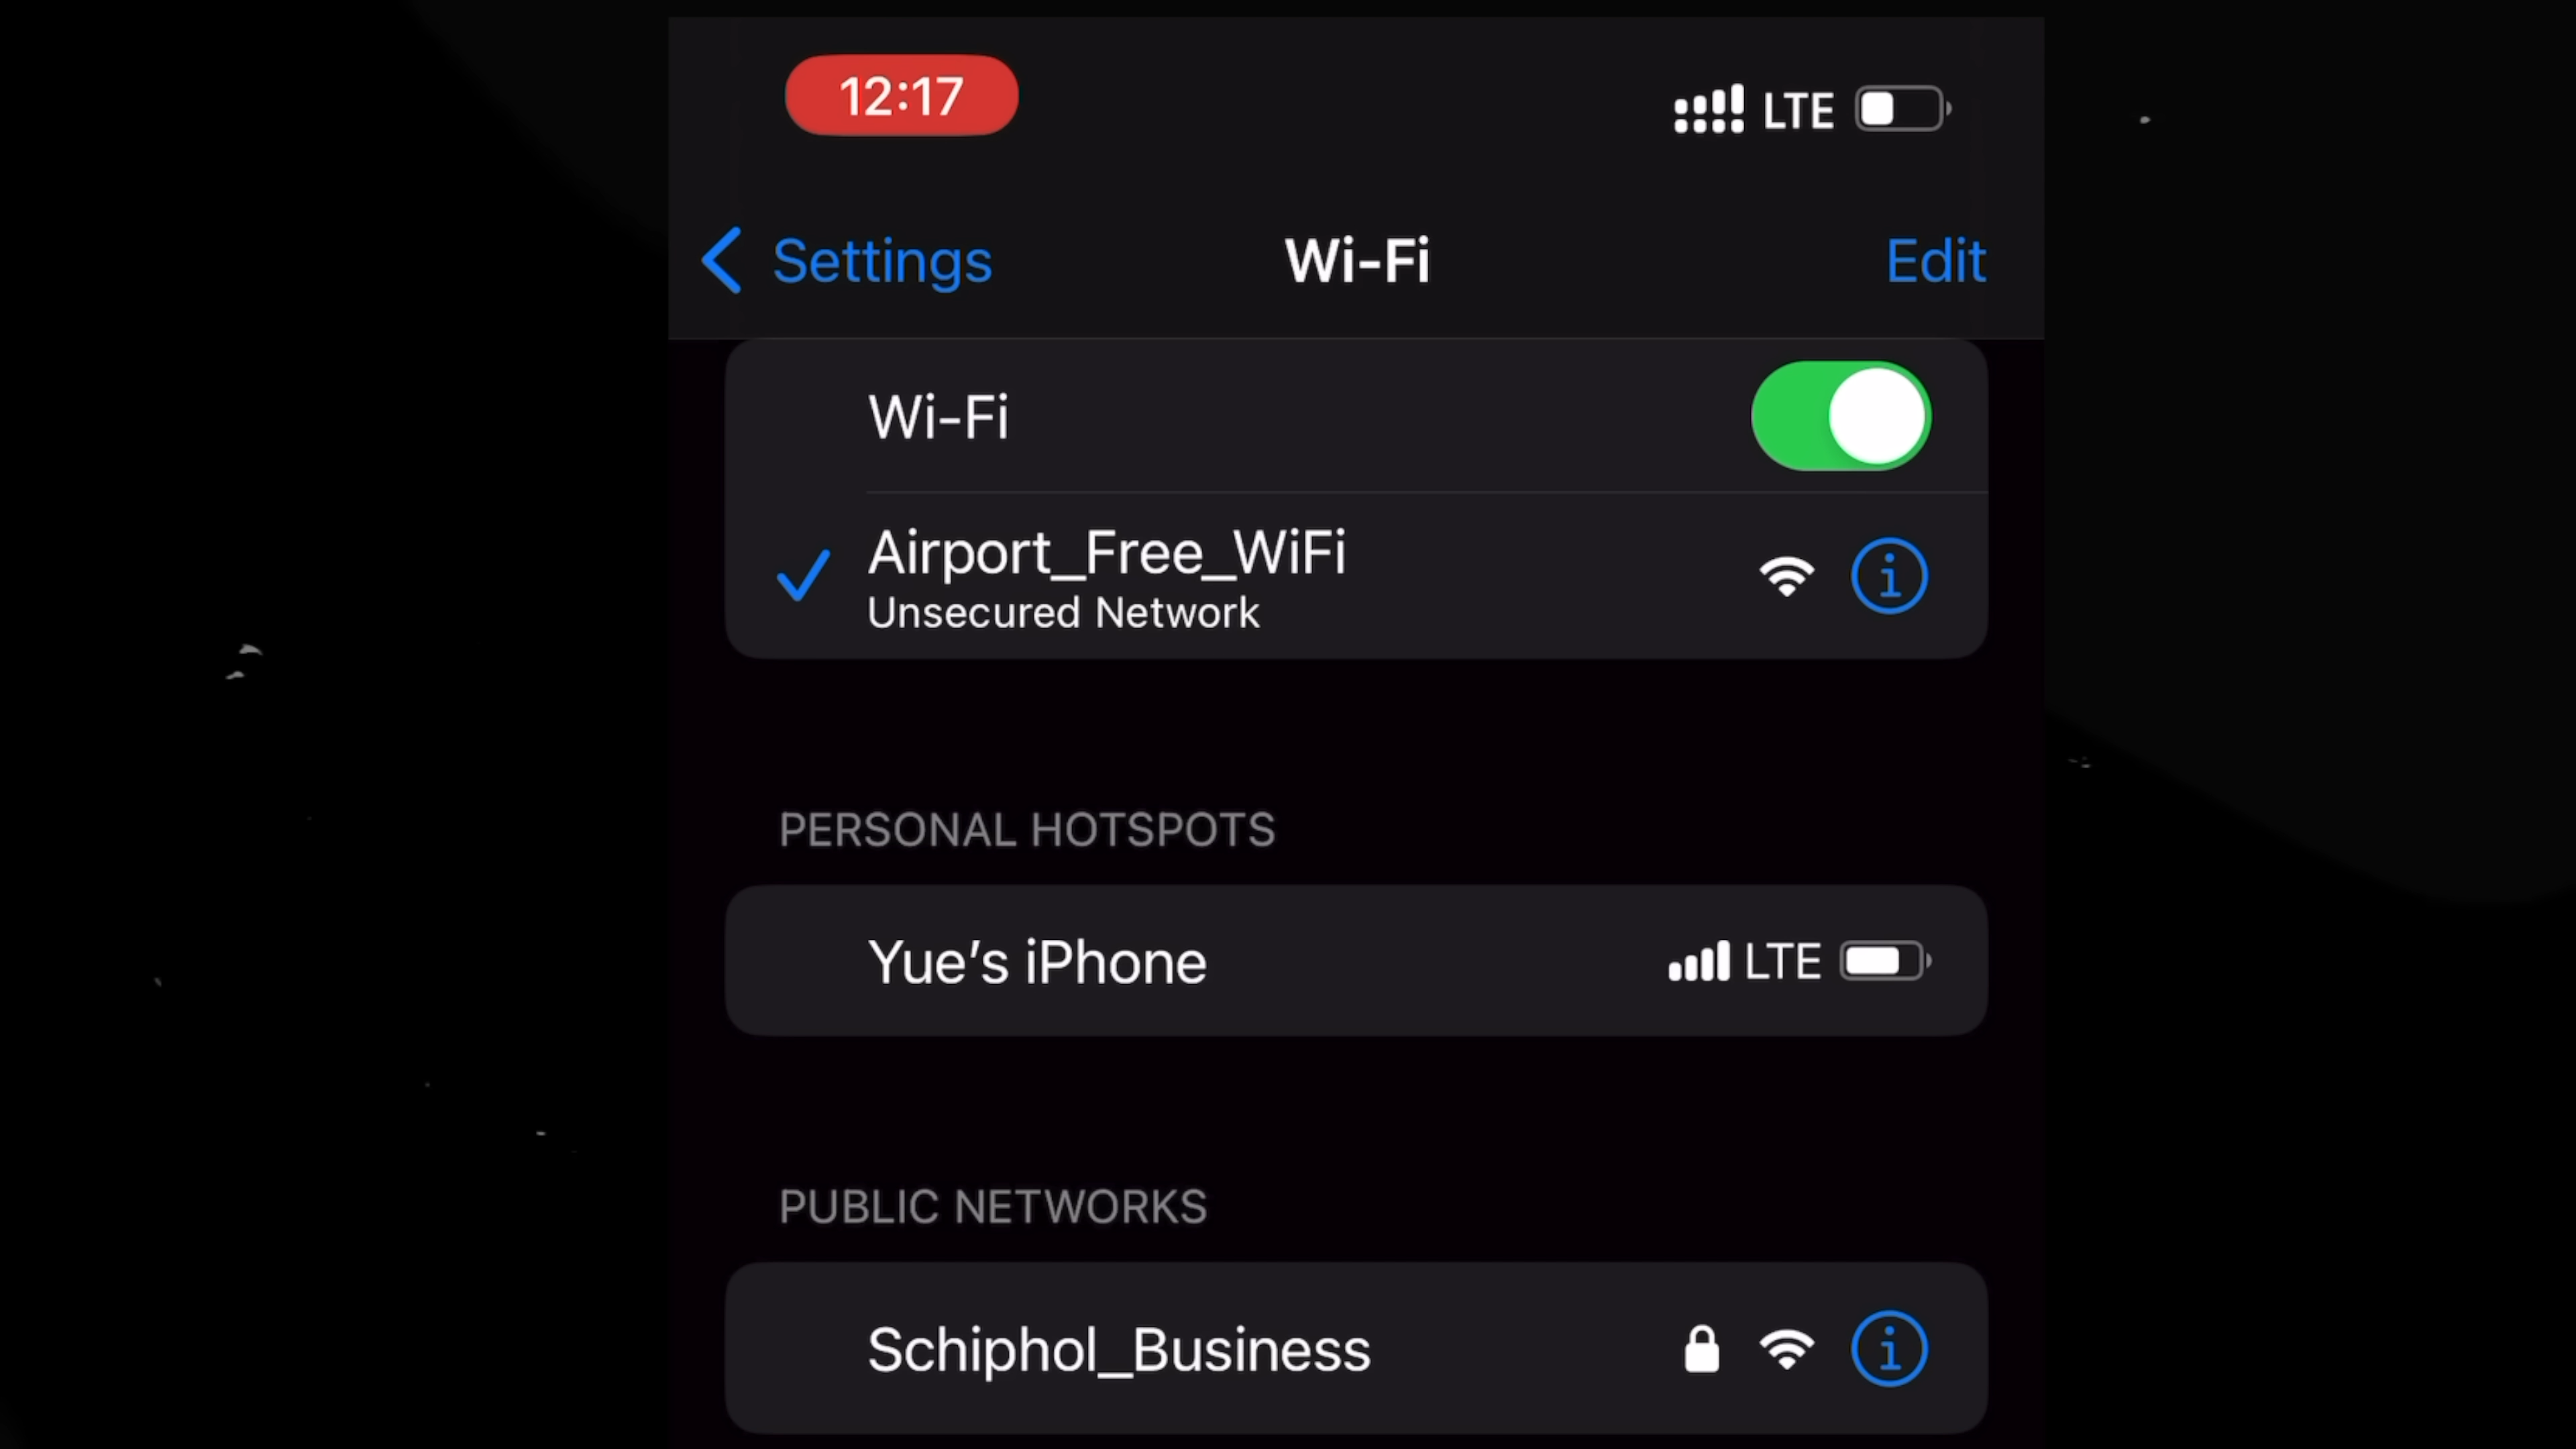 12:17
LTE
Settings
Wi-Fi
Edit
Wi-Fi
Airport_Free_WiFi
Unsecured Network
PERSONAL HOTSPOTS
Yue’s iPhone
LTE
PUBLIC NETWORKS
Schiphol_Business